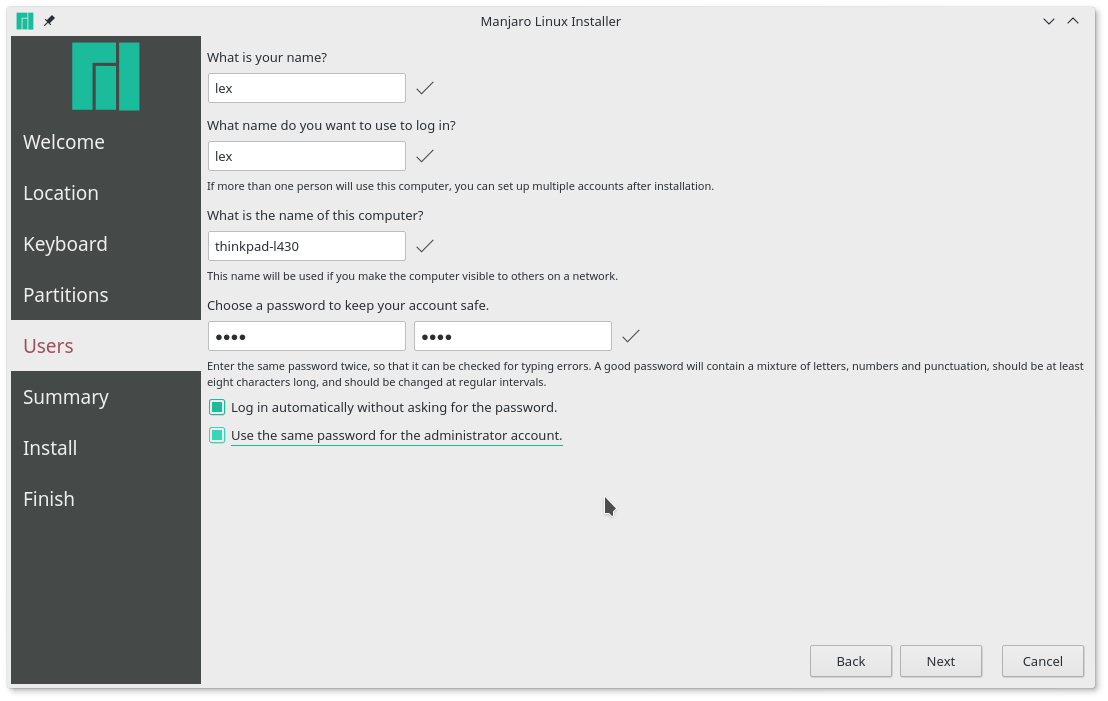 Manjaro Linux Installer
Welcome
Location
Keyboard
Partitions
Users
Summary
Install
Finish
What is your name?
lex
What name do you want to use to log in?
lex
If more than one person will use this computer, you can set up multiple accounts after installation.
What is the name of this computer?
thinkpad-l430
This name will be used if you make the computer visible to others on a network.
Choose a password to keep your account safe.
●●●● ●●●●
Enter the same password twice, so that it can be checked for typing errors. A good password will contain a mixture of letters, numbers and punctuation, should be at least
eight characters long, and should be changed at regular intervals.
Log in automatically without asking for the password.
Use the same password for the administrator account.
Back Next Cancel